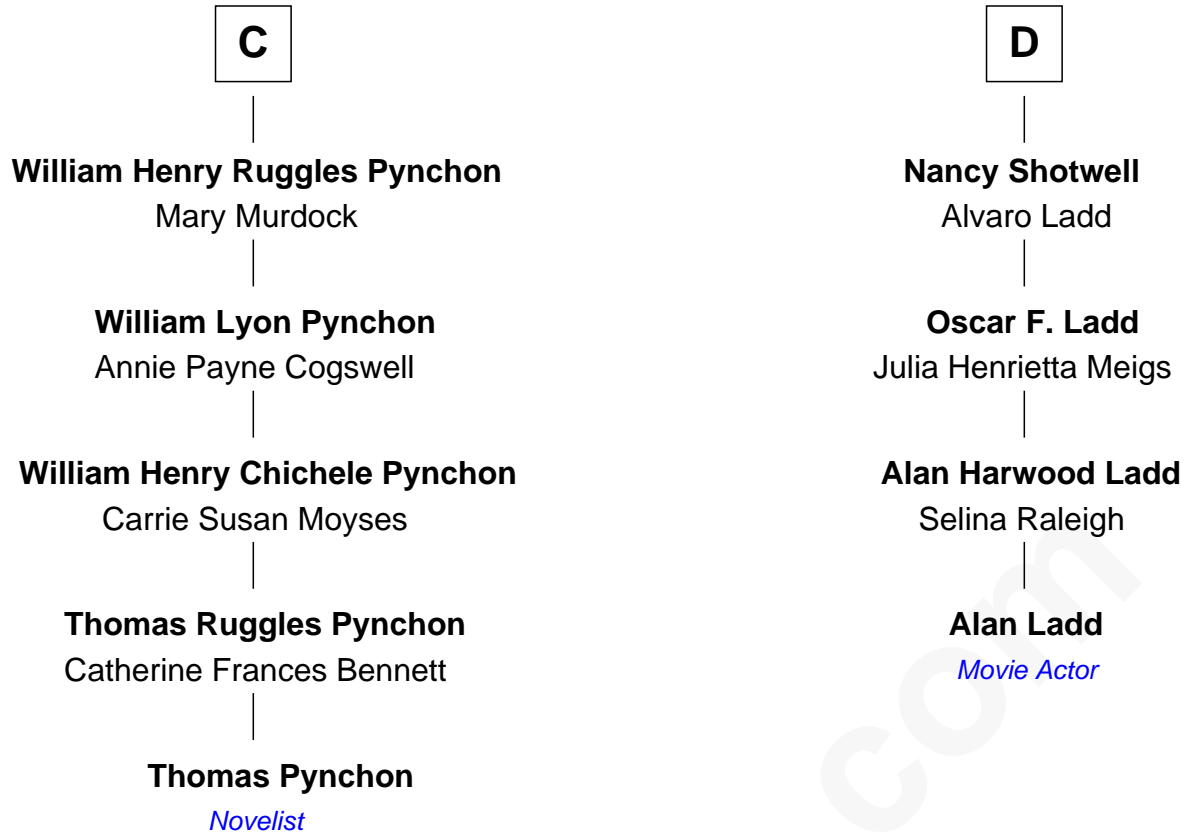 C
William Henry Ruggles Pynchon
Mary Murdock
William Lyon Pynchon
Annie Payne Cogswell
William Henry Chichele Pynchon
Carrie Susan Moyses
Thomas Ruggles Pynchon
Catherine Frances Bennett
Thomas Pynchon
Novelist
D
Nancy Shotwell
Alvaro Ladd
Oscar F. Ladd
Julia Henrietta Meigs
Alan Harwood Ladd
Selina Raleigh
Alan Ladd
Movie Actor
com